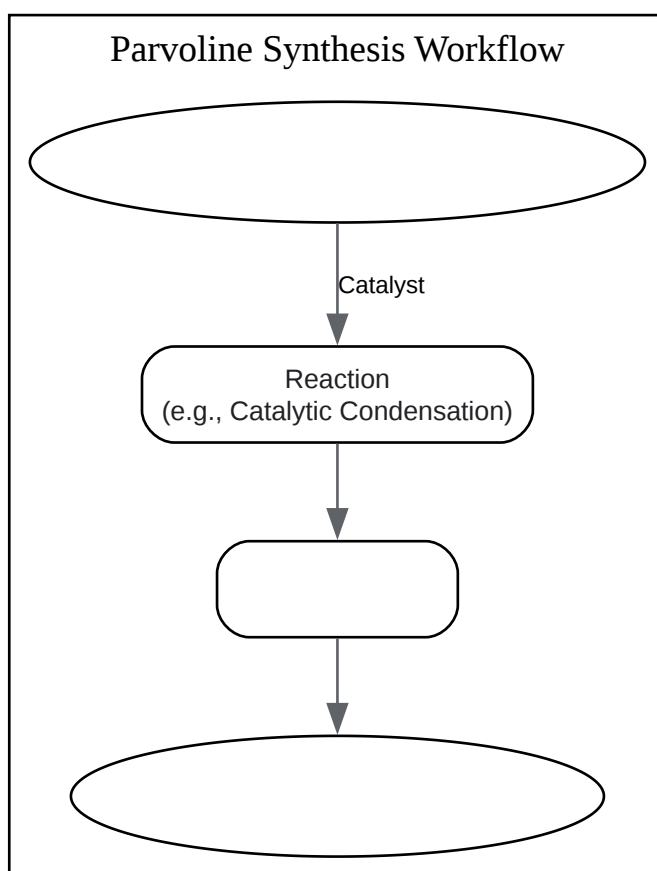 Parvoline Synthesis Workflow
Catalyst
Reaction
(e.g., Catalytic Condensation)